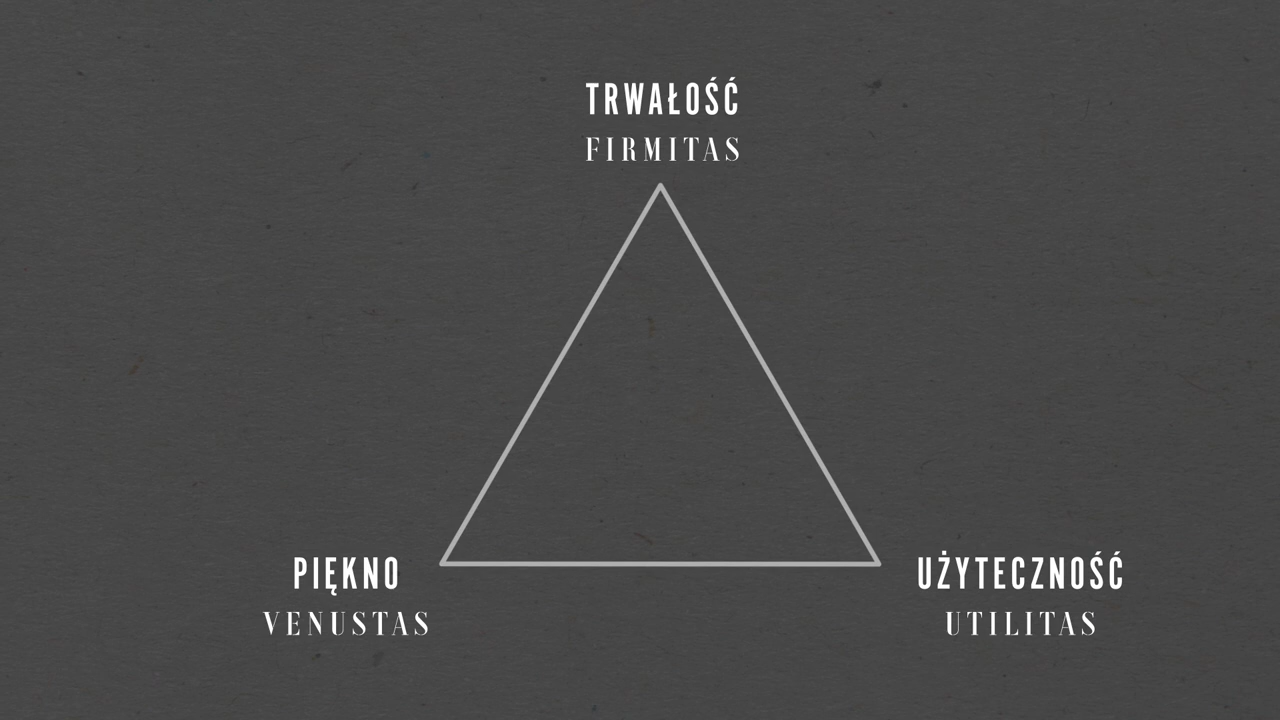 TRWAŁOŚĆ
FIRMITAS
PIĘKNO
VENUSTAS
UŻYTECZNOŚĆ
UTILITAS